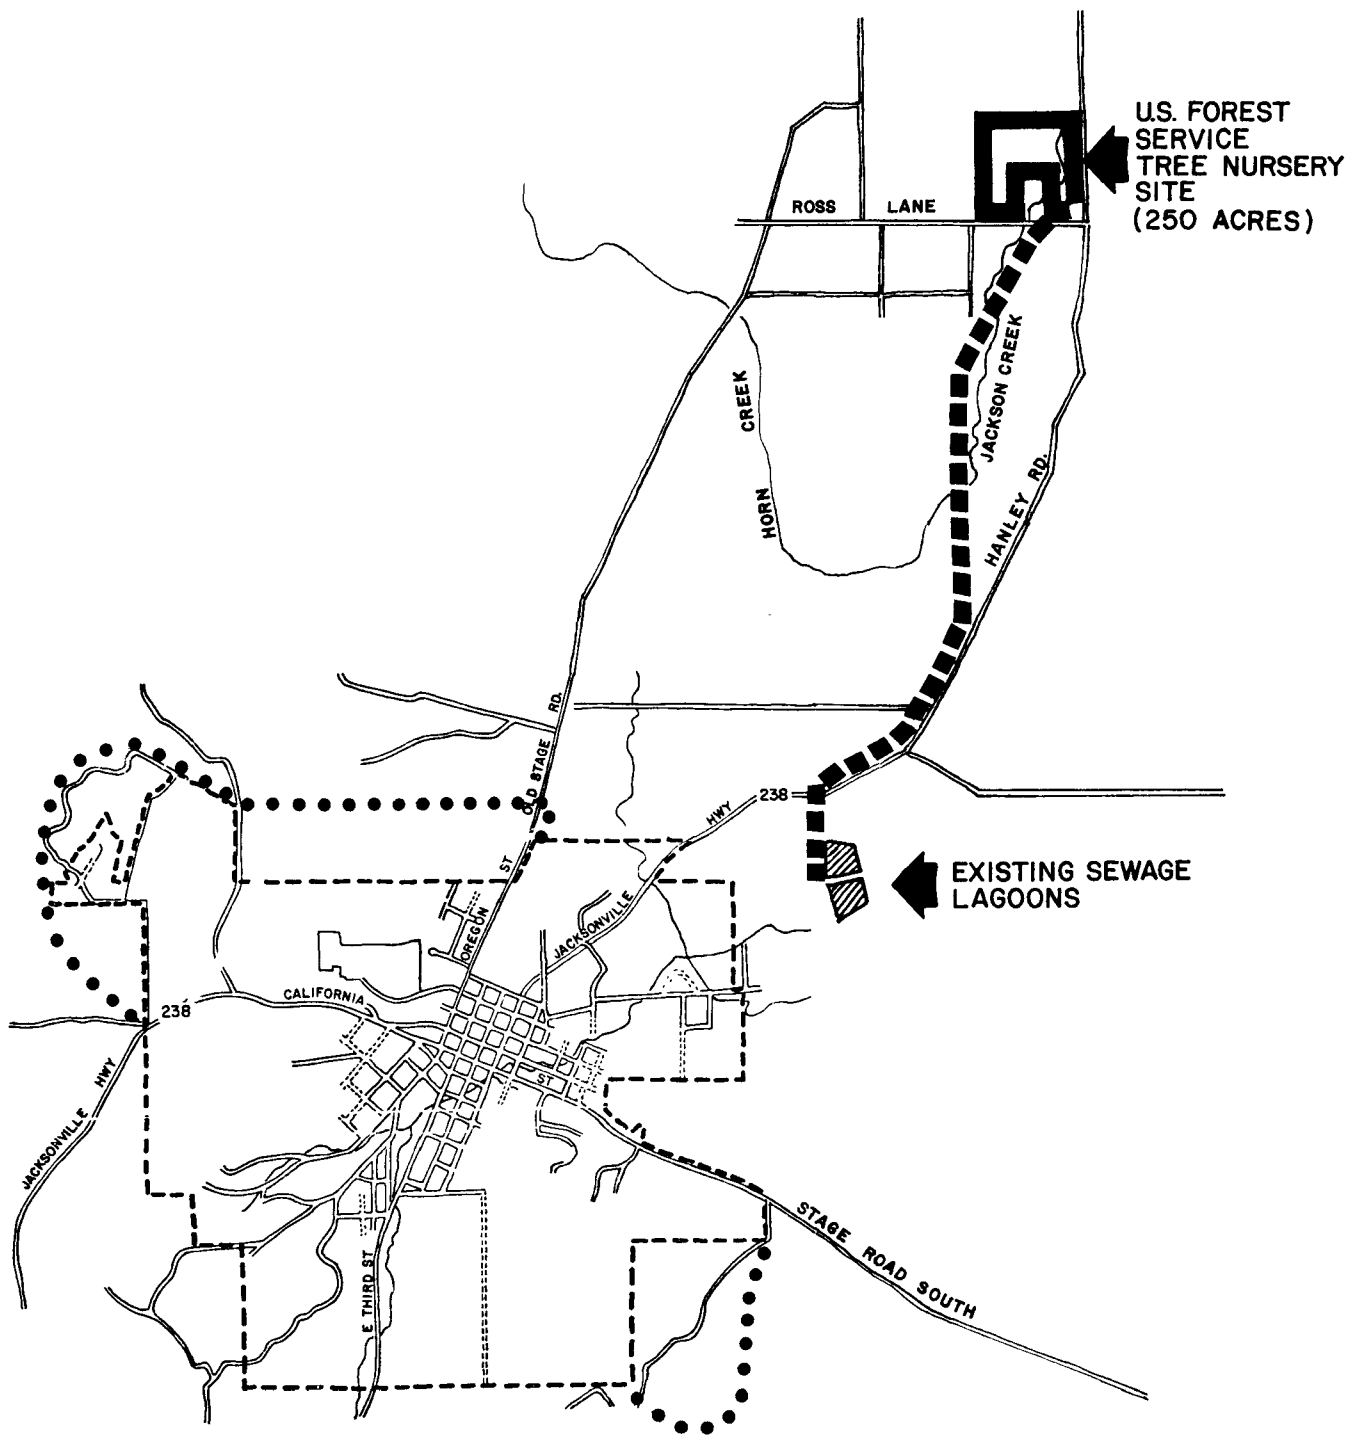 U.S. FOREST
SERVICE
TREE NURSERY
SITE
(250 ACRES)
ROSS LANE
JACKSON CREEK
CREEK
HORN
HANLEY RD.
OLD STAGE RD.
238
HWY
JACKSONVILLE
EXISTING SEWAGE
LAGOONS
OREGON ST
CALIFORNIA
ST
238
JACKSONVILLE HWY
E THIRD ST
STAGE ROAD SOUTH